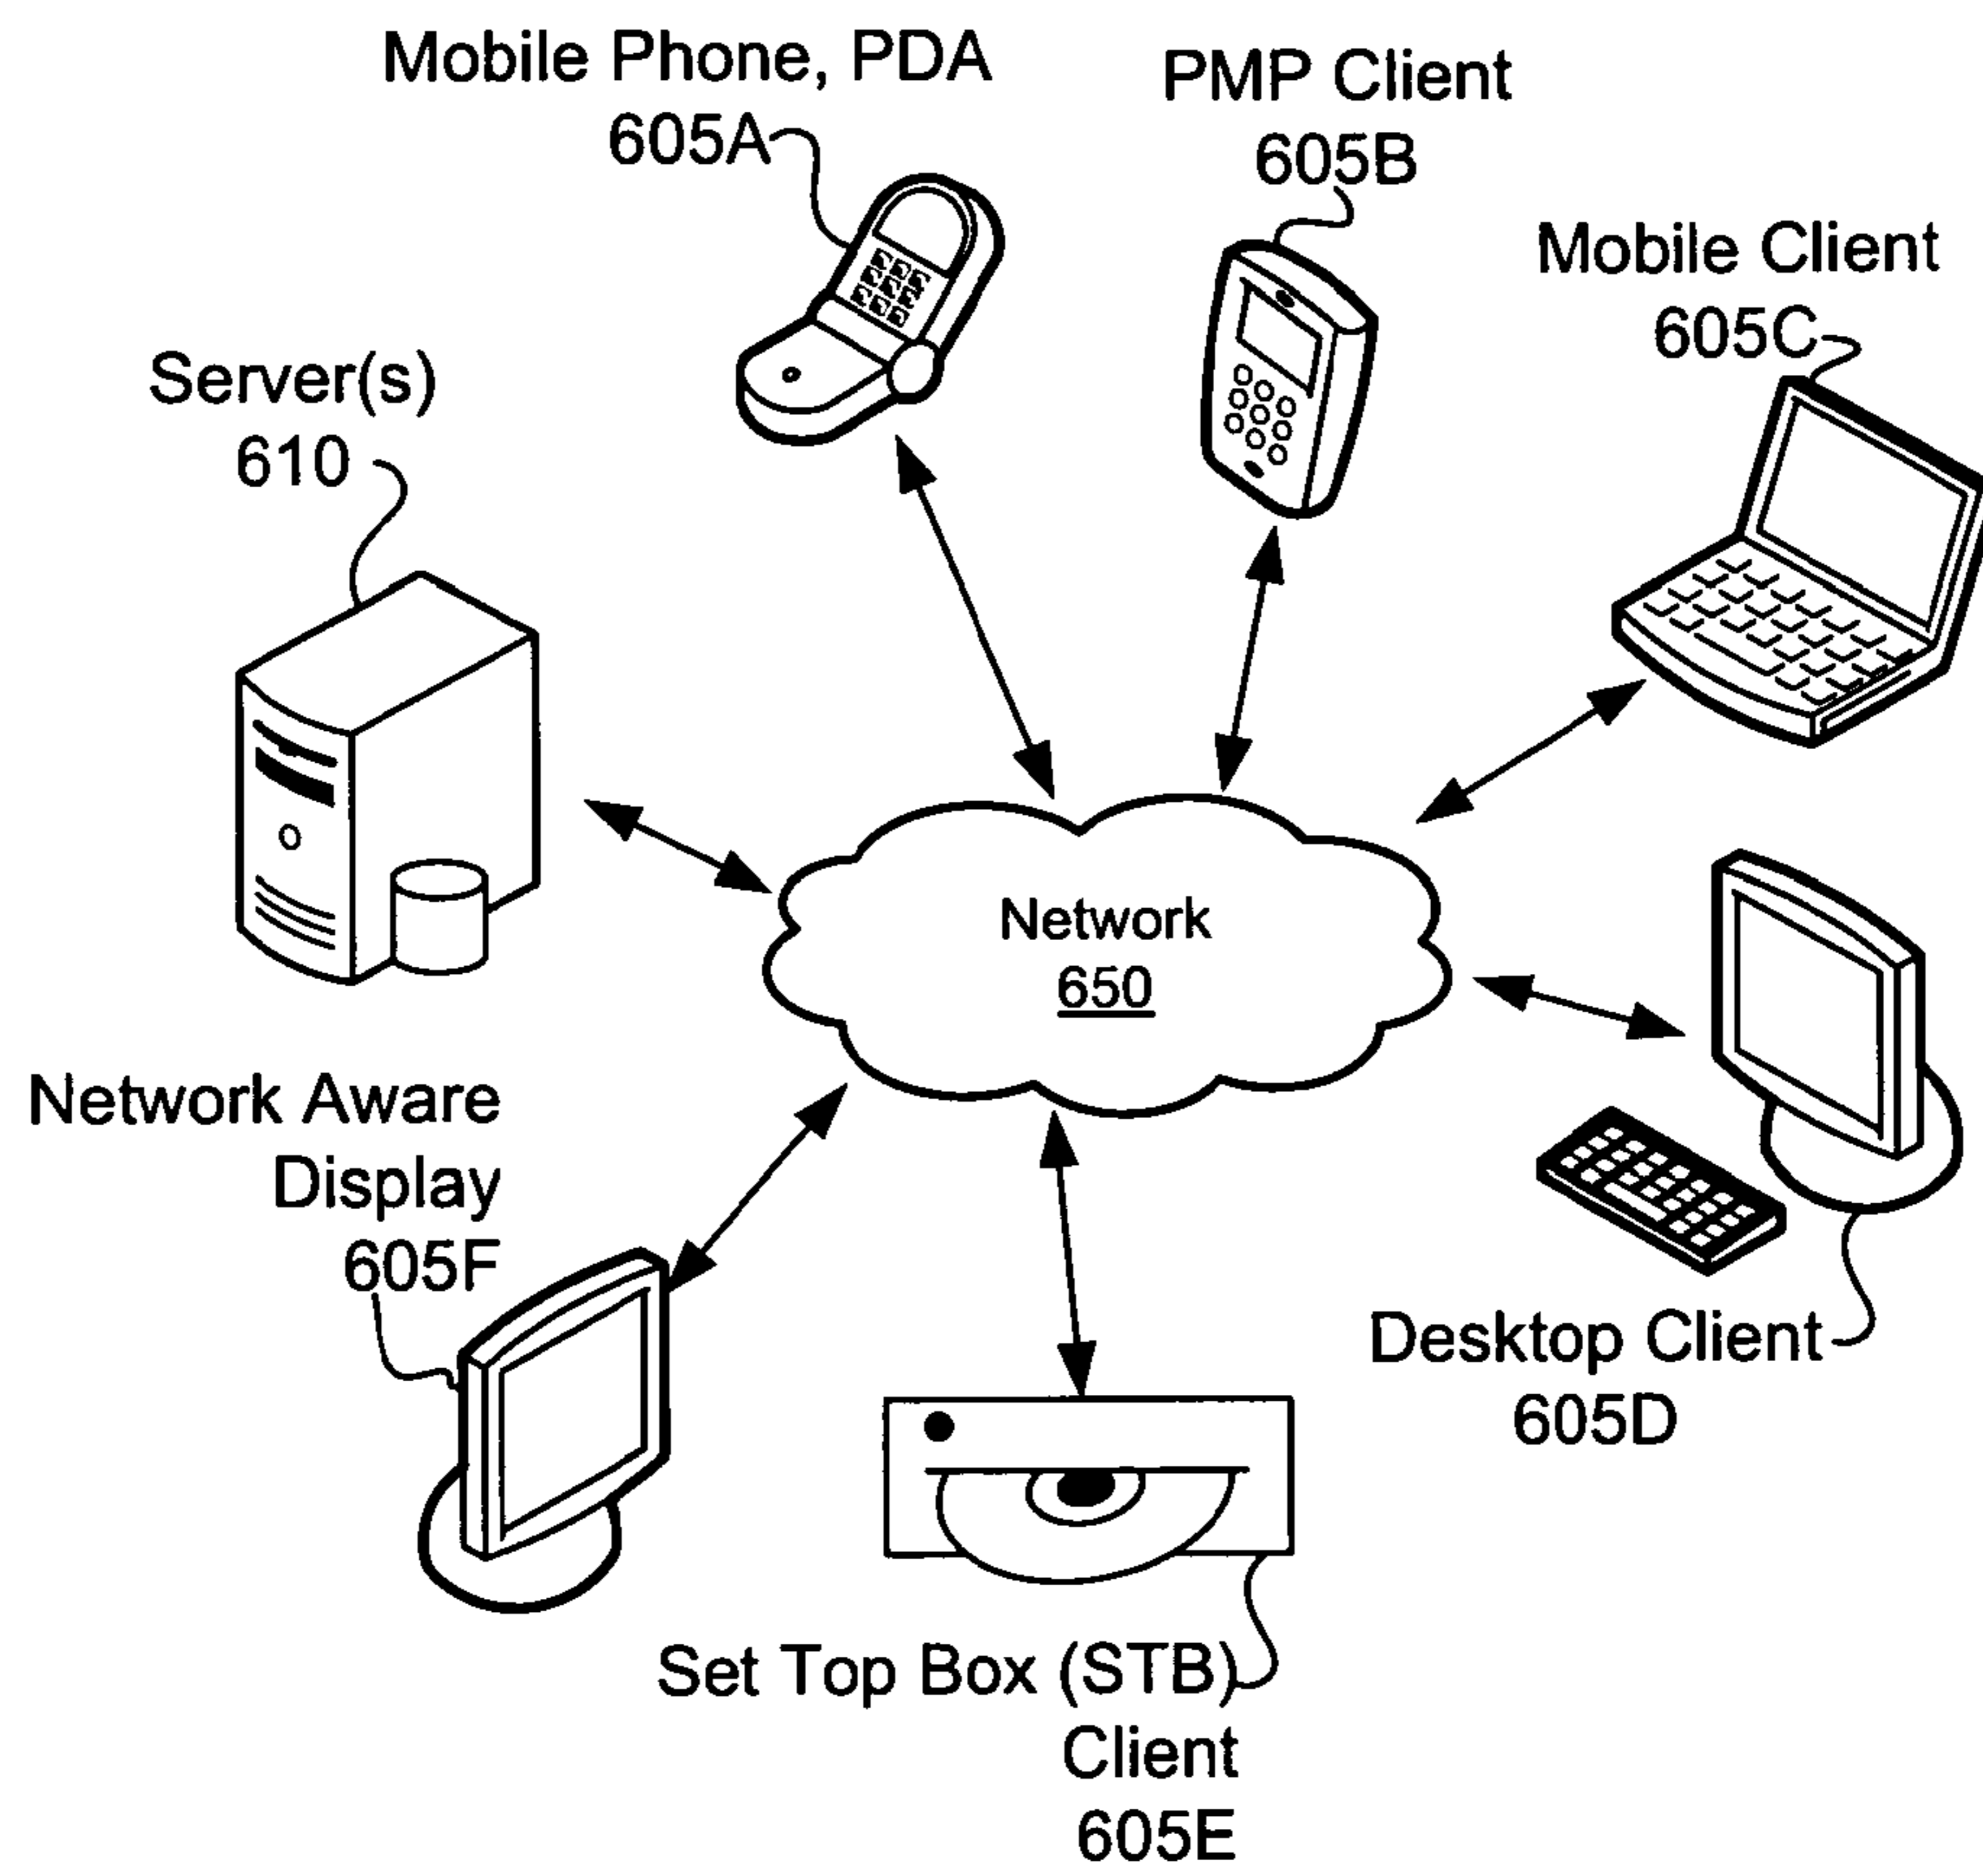 Mobile Phone, PDA
605A
PMP Client
605B
Mobile Client
605C
Server(s)
610
Network
650
Network Aware
Display
605F
Desktop Client
605D
Set Top Box (STB)
Client
605E